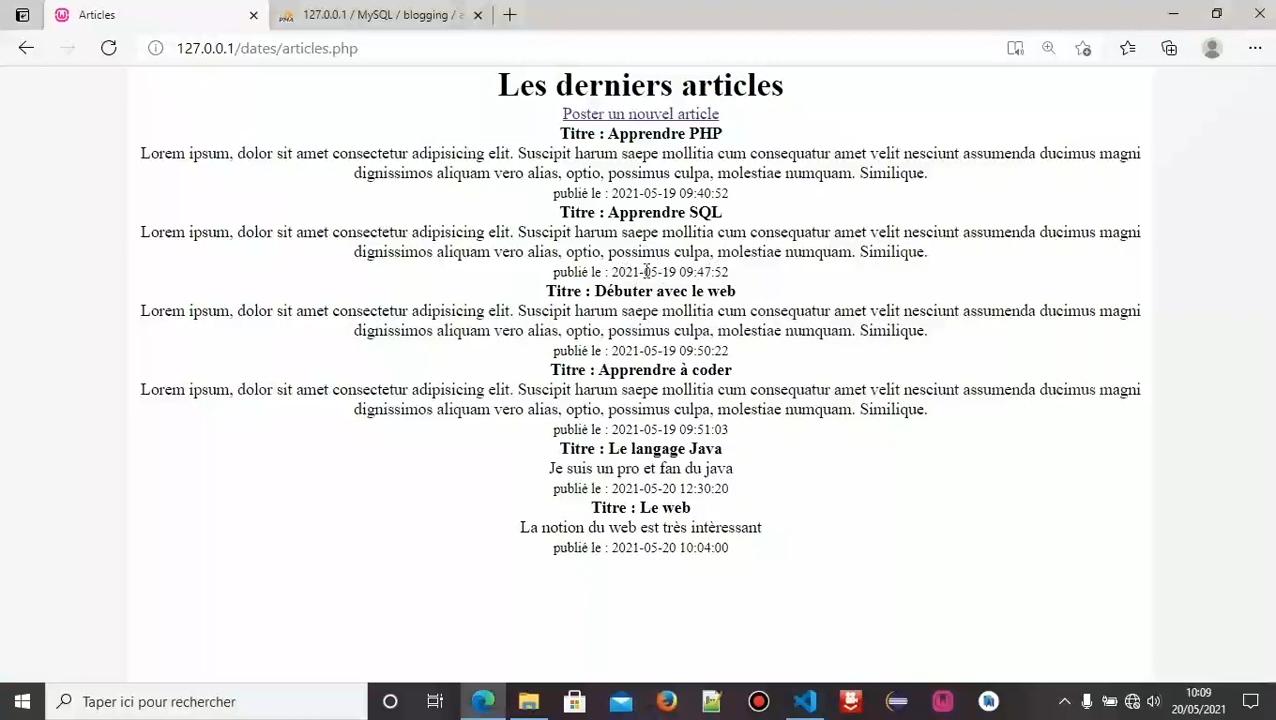 Articles
127.0.0.1 / MySQL / blogging /
127.0.0.1/dates/articles.php
Les derniers articles
Poster un nouvel article
Titre : Apprendre PHP
Lorem ipsum, dolor sit amet consectetur adipisicing elit. Suscipit harum saepe mollitia cum consequatur amet velit nesciunt assumenda ducimus magni
dignissimos aliquam vero alias, optio, possimus culpa, molestiae numquam. Similique.
publié le : 2021-05-19 09:40:52
Titre : Apprendre SQL
Lorem ipsum, dolor sit amet consectetur adipisicing elit. Suscipit harum saepe mollitia cum consequatur amet velit nesciunt assumenda ducimus magni
dignissimos aliquam vero alias, optio, possimus culpa, molestiae numquam. Similique.
publié le : 2021-05-19 09:47:52
Titre : Débuter avec le web
Lorem ipsum, dolor sit amet consectetur adipisicing elit. Suscipit harum saepe mollitia cum consequatur amet velit nesciunt assumenda ducimus magni
dignissimos aliquam vero alias, optio, possimus culpa, molestiae numquam. Similique.
publié le : 2021-05-19 09:50:22
Titre : Apprendre à coder
Lorem ipsum, dolor sit amet consectetur adipisicing elit. Suscipit harum saepe mollitia cum consequatur amet velit nesciunt assumenda ducimus magni
dignissimos aliquam vero alias, optio, possimus culpa, molestiae numquam. Similique.
publié le : 2021-05-19 09:51:03
Titre : Le langage Java
Je suis un pro et fan du java
publié le : 2021-05-20 12:30:20
Titre : Le web
La notion du web est très intèressant
publié le : 2021-05-20 10:04:00
Taper ici pour rechercher
10:09
20/05/2021